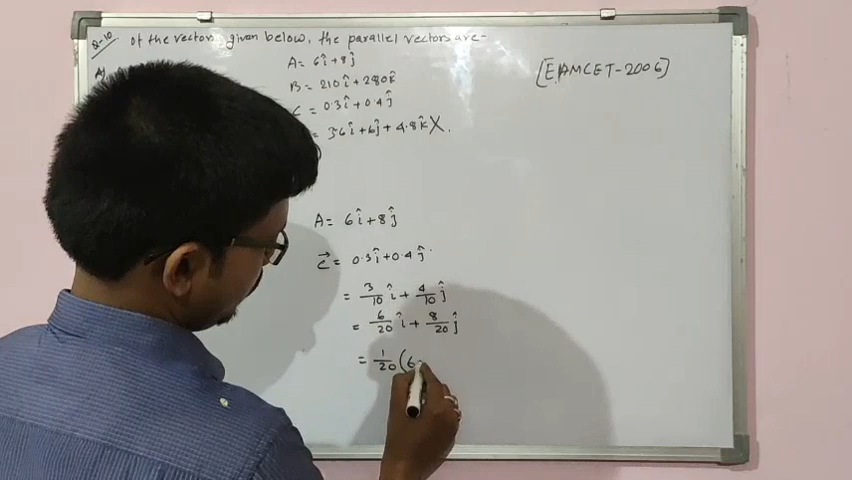 Q-10. Of the vectors given below, the parallel vectors are-
A = 6î + 8ĵ
[EAMCET-2006]
B = 210î + 280k̂
C = 0.3î + 0.4ĵ
= 3.6î + 6ĵ + 4.8k̂ X.
A = 6î + 8ĵ
C⃗ = 0.3î + 0.4ĵ.
= 3/10 î + 4/10 ĵ
= 6/20 î + 8/20 ĵ
= 1/20 (6